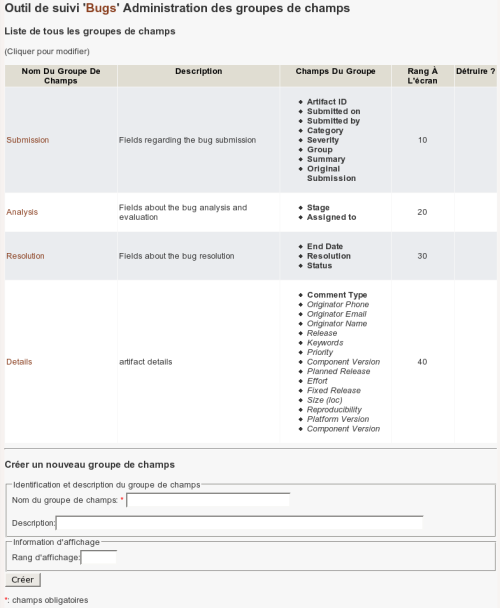 Outil de suivi 'Bugs' Administration des groupes de champs
Liste de tous les groupes de champs
(Cliquer pour modifier)
Nom Du Groupe De Champs Description Champs Du Groupe Rang À L'écran Détruire ?
Submission
Fields regarding the bug submission
Artifact ID
Submitted on
Submitted by
Category
Severity
Group
Summary
Original
Submission
10
Analysis
Fields about the bug analysis and
evaluation
Stage
Assigned to
20
Resolution
Fields about the bug resolution
End Date
Resolution
Status
30
Details
artifact details
Comment Type
Originator Phone
Originator Email
Originator Name
Release
Keywords
Priority
Component Version
Planned Release
Effort
Fixed Release
Size (loc)
Reproducibility
Platform Version
Component Version
40
Créer un nouveau groupe de champs
Identification et description du groupe de champs
Nom du groupe de champs: *
Description:
Information d'affichage
Rang d'affichage:
Créer
*: champs obligatoires